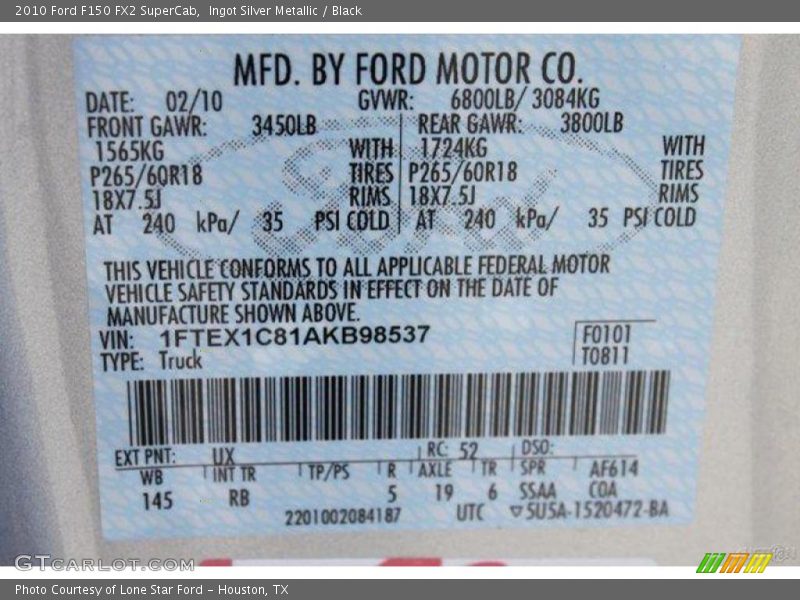 2010 Ford F150 FX2 SuperCab, Ingot Silver Metallic / Black
MFD. BY FORD MOTOR CO.
DATE: 02/10 GVWR: 6800LB/ 3084KG
FRONT GAWR: 3450LB REAR GAWR: 3800LB
1565KG WITH 1724KG WITH
P265/60R18 TIRES P265/60R18 TIRES
18X7.5J RIMS 18X7.5J RIMS
AT 240 kPa/ 35 PSI COLD AT 240 kPa/ 35 PSI COLD
THIS VEHICLE CONFORMS TO ALL APPLICABLE FEDERAL MOTOR
VEHICLE SAFETY STANDARDS IN EFFECT ON THE DATE OF
MANUFACTURE SHOWN ABOVE.
VIN: 1FTEX1C81AKB98537 F0101
TYPE: Truck T0811
EXT PNT: UX RC: 52 DSO:
WB INT TR TP/PS R AXLE TR SPR AF614
145 RB 5 19 6 SSAA COA
2201002084187 UTC ▽5U5A-1520472-BA
GTCarLot.com
Photo Courtesy of Lone Star Ford - Houston, TX